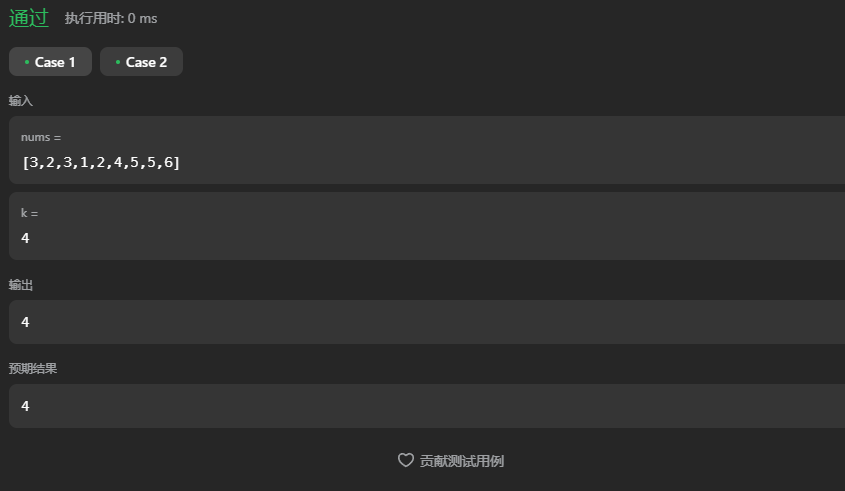 通过 执行用时: 0 ms
Case 1 Case 2
输入
nums =
[3,2,3,1,2,4,5,5,6]
k =
4
输出
4
预期结果
4
贡献测试用例